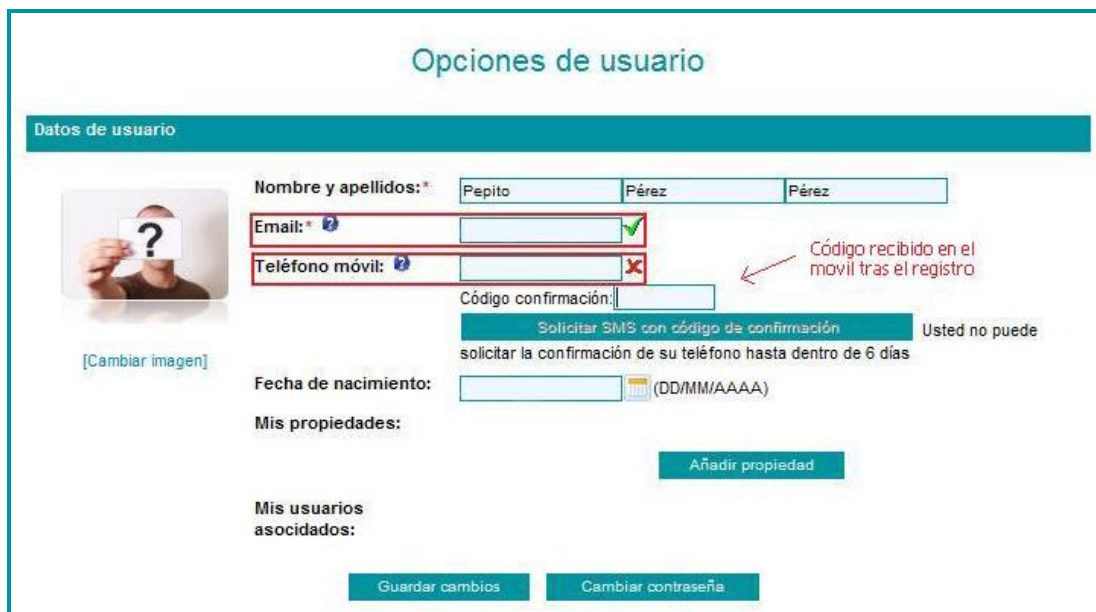 Opciones de usuario
Datos de usuario
Nombre y apellidos:* Pepito Pérez Pérez
?
Email:* ?
Teléfono móvil: ?
Código recibido en el
movil tras el registro
Código confirmación:
Solicitar SMS con código de confirmación Usted no puede
solicitar la confirmación de su teléfono hasta dentro de 6 días
[Cambiar imagen]
Fecha de nacimiento: (DD/MM/AAAA)
Mis propiedades:
Añadir propiedad
Mis usuarios
asociados:
Guardar cambios Cambiar contraseña